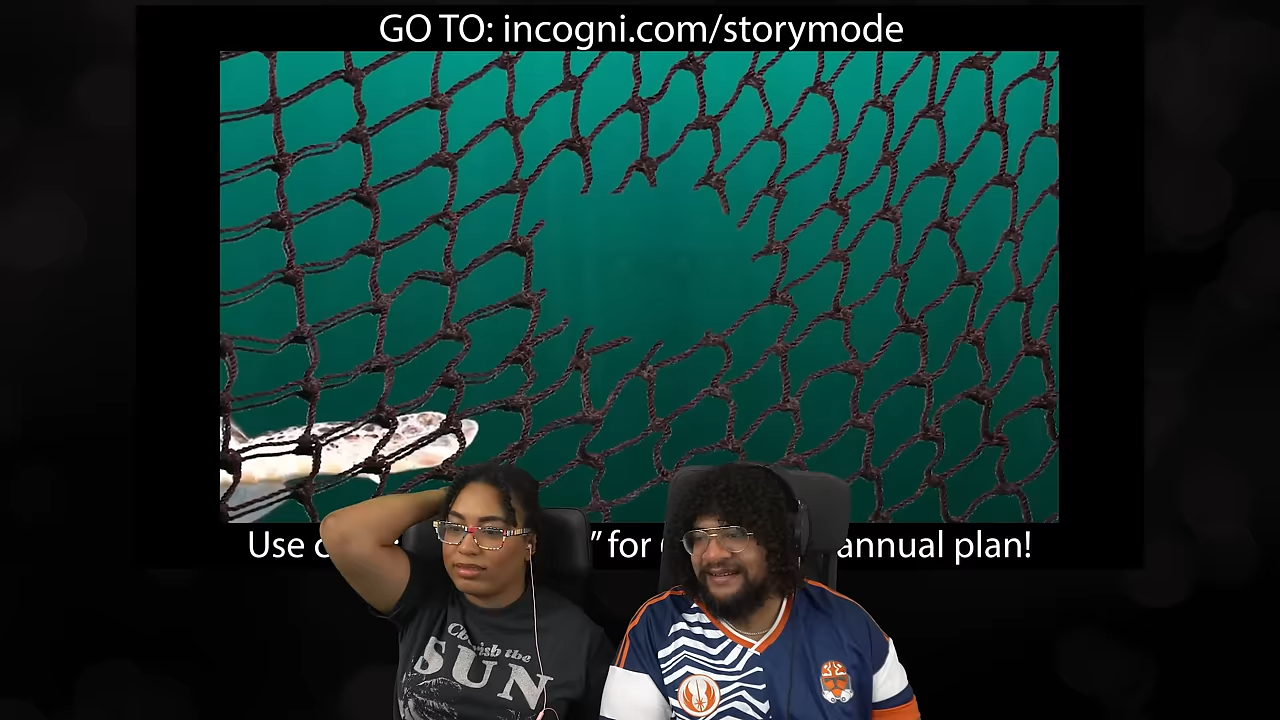 GO TO: incogni.com/storymode
Use ” for annual plan!
Cherish the
SUN